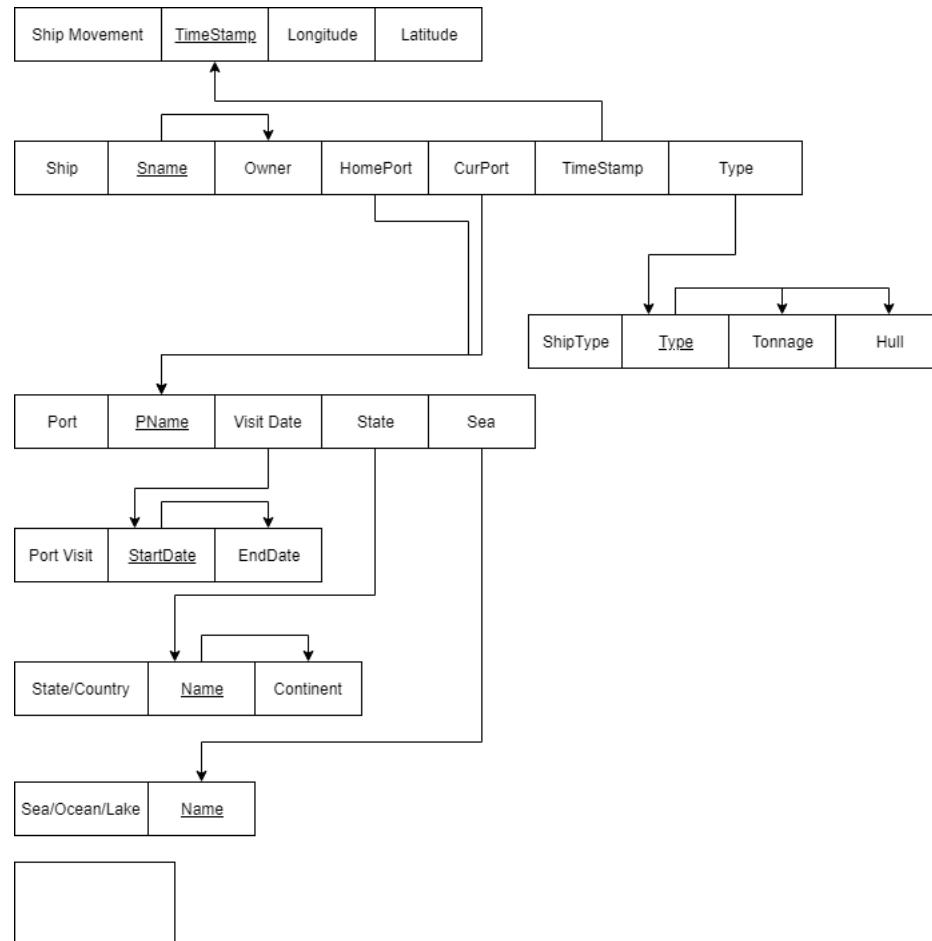 Ship Movement TimeStamp Longitude Latitude
Ship Sname Owner HomePort CurPort TimeStamp Type
ShipType Type Tonnage Hull
Port PName Visit Date State Sea
Port Visit StartDate EndDate
State/Country Name Continent
Sea/Ocean/Lake Name